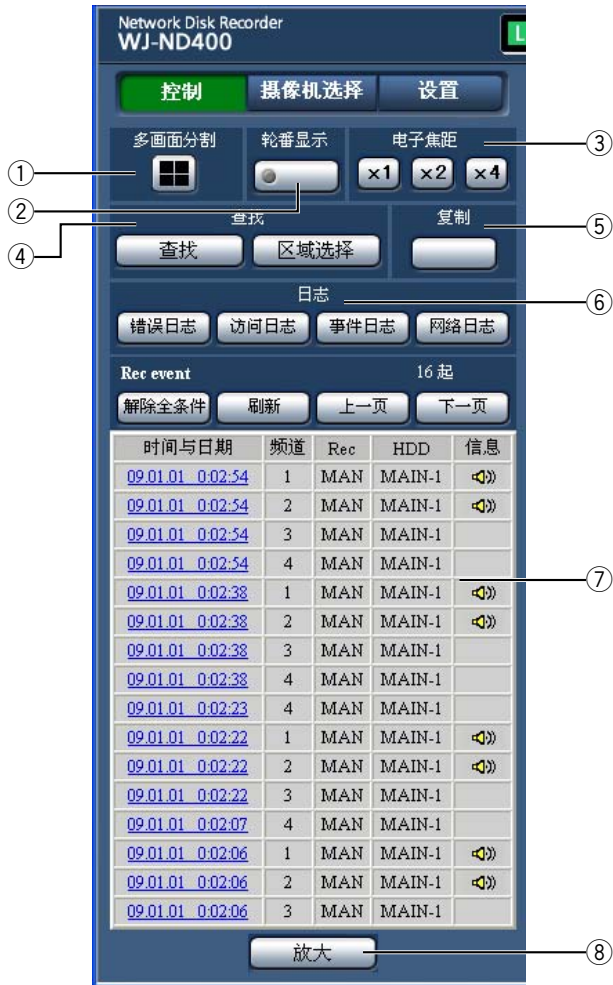 Network Disk Recorder
WJ-ND400
L
控制 摄像机选择 设置
多画面分割 轮番显示 电子焦距
③
①
×1 ×2 ×4
②
查找 复制
④
⑤
查找 区域选择
日志
⑥
错误日志 访问日志 事件日志 网络日志
Rec event 16 起
解除全条件 刷新 上一页 下一页
时间与日期 频道 Rec HDD 信息
09.01.01 0:02:54 1 MAN MAIN-1
09.01.01 0:02:54 2 MAN MAIN-1
09.01.01 0:02:54 3 MAN MAIN-1
09.01.01 0:02:54 4 MAN MAIN-1
⑦
09.01.01 0:02:38 1 MAN MAIN-1
09.01.01 0:02:38 2 MAN MAIN-1
09.01.01 0:02:38 3 MAN MAIN-1
09.01.01 0:02:38 4 MAN MAIN-1
09.01.01 0:02:23 4 MAN MAIN-1
09.01.01 0:02:22 1 MAN MAIN-1
09.01.01 0:02:22 2 MAN MAIN-1
09.01.01 0:02:22 3 MAN MAIN-1
09.01.01 0:02:07 4 MAN MAIN-1
09.01.01 0:02:06 1 MAN MAIN-1
09.01.01 0:02:06 2 MAN MAIN-1
09.01.01 0:02:06 3 MAN MAIN-1
放大
⑧